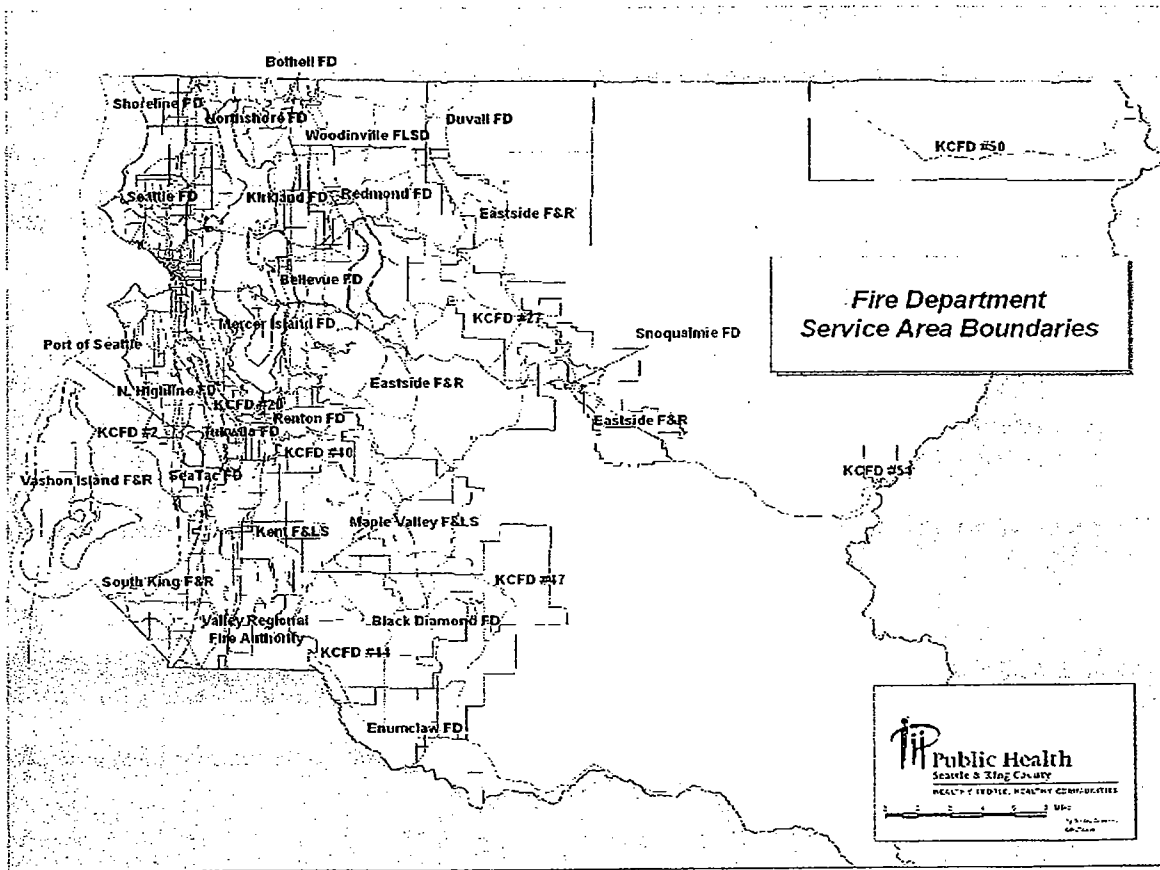 Bothell FD
Shoreline FD
Northshore FD
Duvall FD
Woodinville FLSD
KCFD #50
Seattle FD
Kirkland FD
Redmond FD
Eastside F&R
Bellevue FD
Fire Department
Service Area Boundaries
KCFD #27
Mercer Island FD
Snoqualmie FD
Port of Seattle
Eastside F&R
N. Highline FD
KCFD #20
Renton FD
Eastside F&R
KCFD #2
Tukwila FD
KCFD #40
KCFD #51
Vashon Island F&R
SeaTac FD
Maple Valley F&LS
Kent F&LS
KCFD #47
South King F&R
Valley Regional
Fire Authority
Black Diamond FD
KCFD #44
Enumclaw FD
Public Health
Seattle & King County
HEALTHY PEOPLE, HEALTHY COMMUNITIES